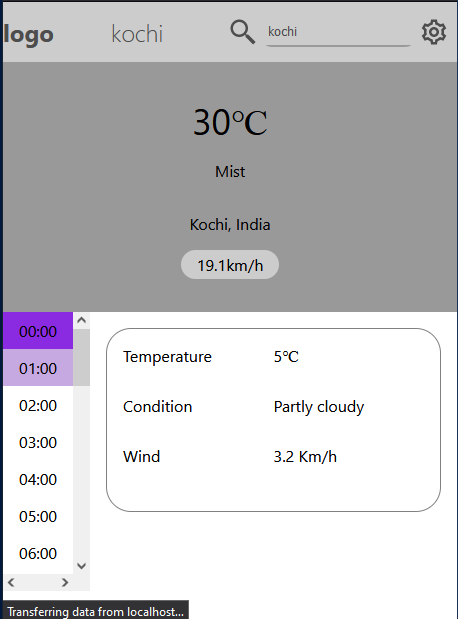 logo
kochi
kochi
30℃
Mist
Kochi, India
19.1km/h
00:00
01:00
02:00
03:00
04:00
05:00
06:00
Temperature 5℃
Condition Partly cloudy
Wind 3.2 Km/h
Transferring data from localhost...